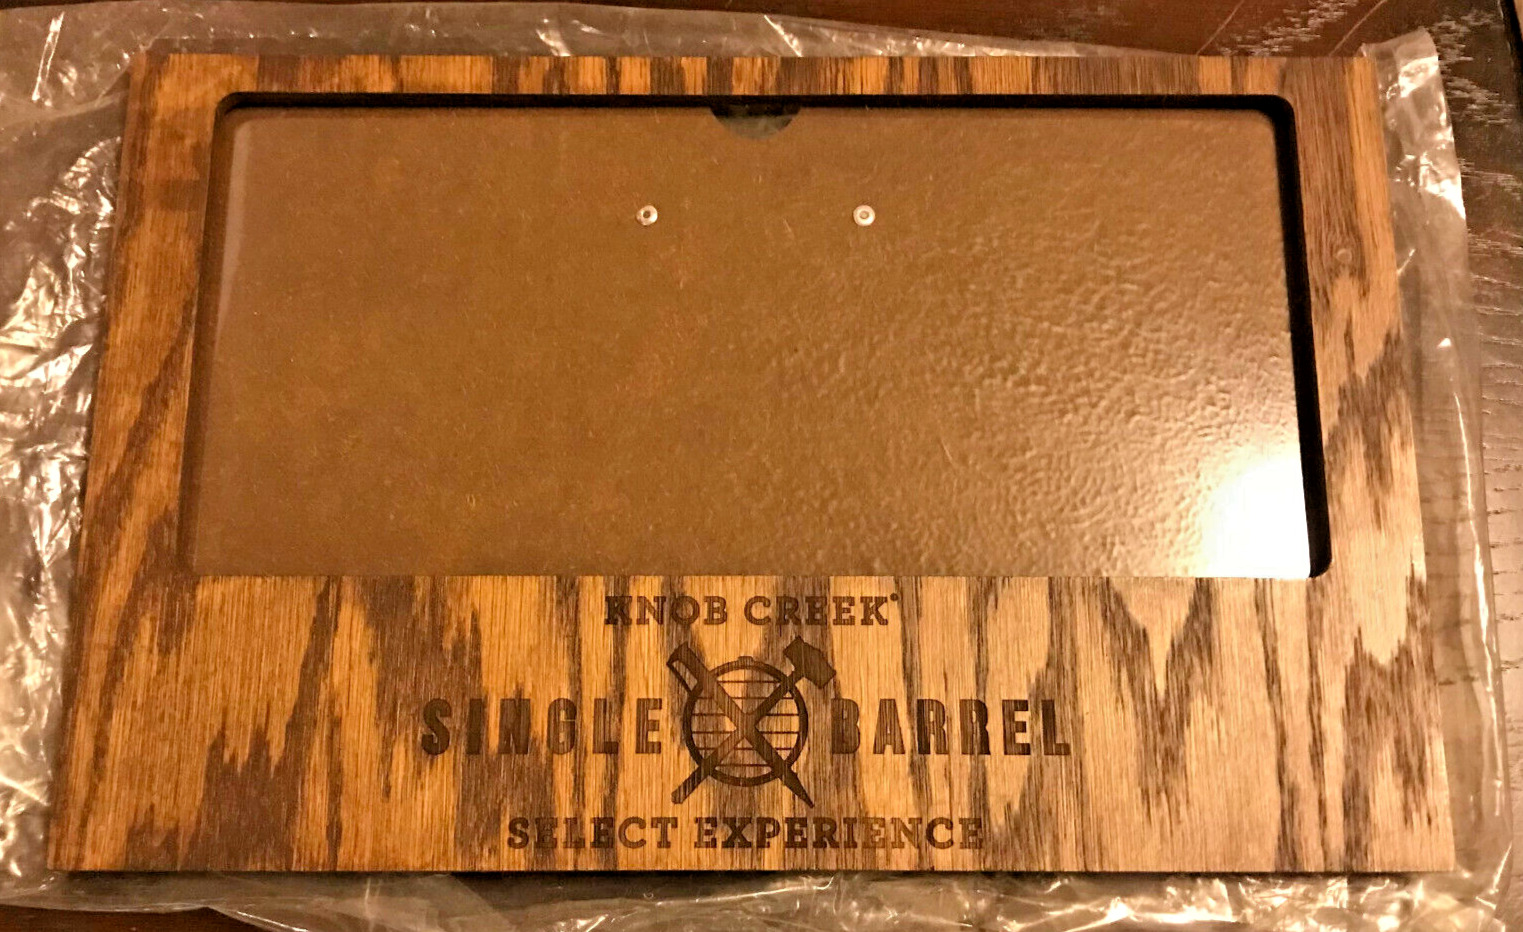 KNOB CREEK®
SINGLE BARREL
SELECT EXPERIENCE